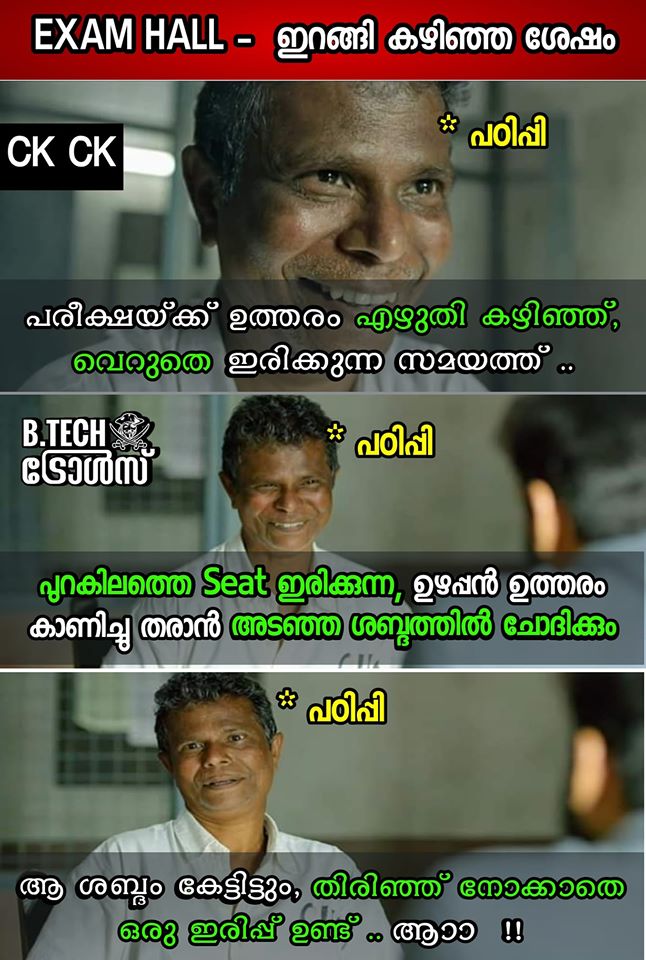 EXAM HALL - ഇറങ്ങി കഴിഞ്ഞ ശേഷം
* പഠിപ്പി
CK CK
പരീക്ഷയ്ക്ക് ഉത്തരം എഴുതി കഴിഞ്ഞ്,
വെറുതെ ഇരിക്കുന്ന സമയത്ത് ..
B.TECH
ട്രോൾസ്
* പഠിപ്പി
പുറകിലത്തെ Seat ഇരിക്കുന്ന, ഉഴപ്പൻ ഉത്തരം
കാണിച്ചു തരാൻ അടഞ്ഞ ശബ്ദത്തിൽ ചോദിക്കും
* പഠിപ്പി
ആ ശബ്ദം കേട്ടിട്ടും, തിരിഞ്ഞ് നോക്കാതെ
ഒരു ഇരിപ്പ് ഉണ്ട് .. ആാാ !!